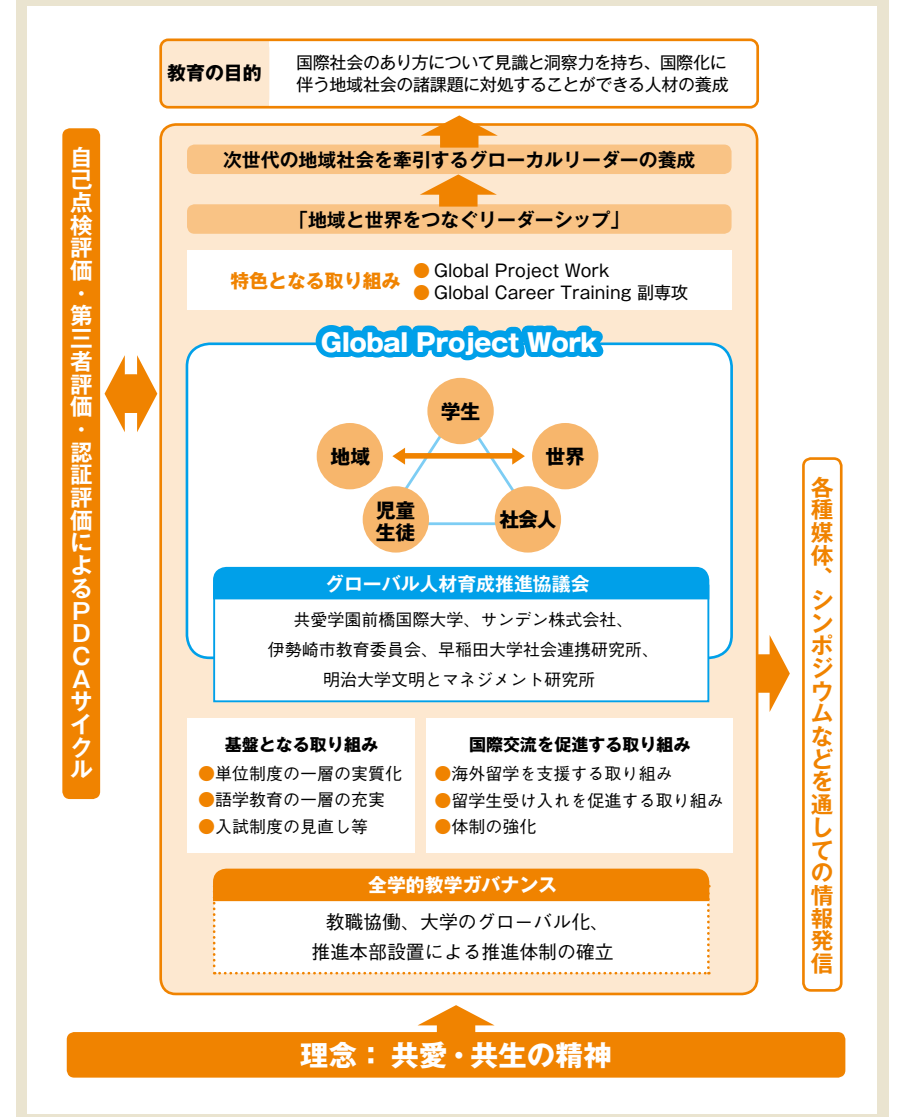 教育の目的
国際社会のあり方について見識と洞察力を持ち、国際化に
伴う地域社会の諸課題に対処することができる人材の養成
次世代の地域社会を牽引するグローカルリーダーの養成
「地域と世界をつなぐリーダーシップ」
特色となる取り組み
● Global Project Work
● Global Career Training 副専攻
Global Project Work
学生
地域
世界
児童
生徒
社会人
グローバル人材育成推進協議会
共愛学園前橋国際大学、サンデン株式会社、
伊勢崎市教育委員会、早稲田大学社会連携研究所、
明治大学文明とマネジメント研究所
基盤となる取り組み
●単位制度の一層の実質化
●語学教育の一層の充実
●入試制度の見直し等
国際交流を促進する取り組み
●海外留学を支援する取り組み
●留学生受け入れを促進する取り組み
●体制の強化
全学的教学ガバナンス
教職協働、大学のグローバル化、
推進本部設置による推進体制の確立
自己点検評価・第三者評価・認証評価によるPDCAサイクル
各種媒体、シンポジウムなどを通しての情報発信
理念：共愛・共生の精神